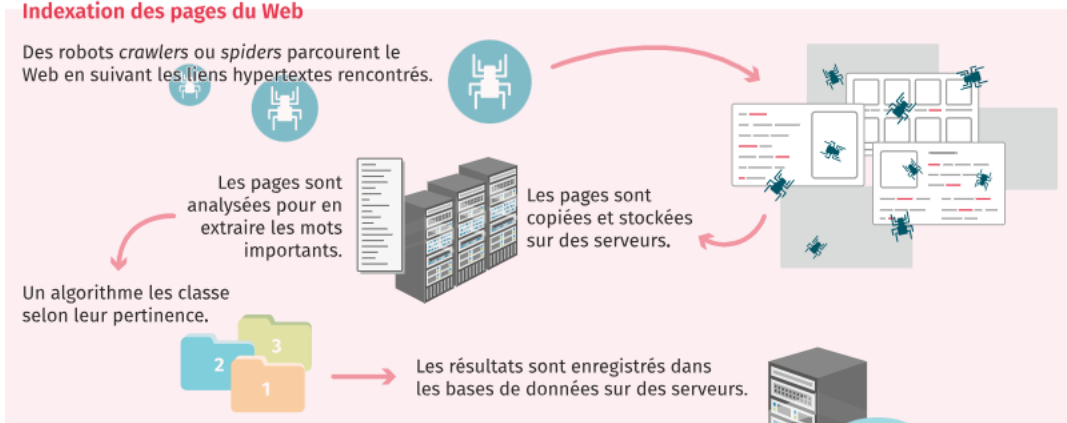 Indexation des pages du Web
Des robots crawlers ou spiders parcourent le
Web en suivant les liens hypertextes rencontrés.
Les pages sont
copiées et stockées
sur des serveurs.
Les pages sont
analysées pour en
extraire les mots
importants.
Un algorithme les classe
selon leur pertinence.
3
2
1
Les résultats sont enregistrés dans
les bases de données sur des serveurs.